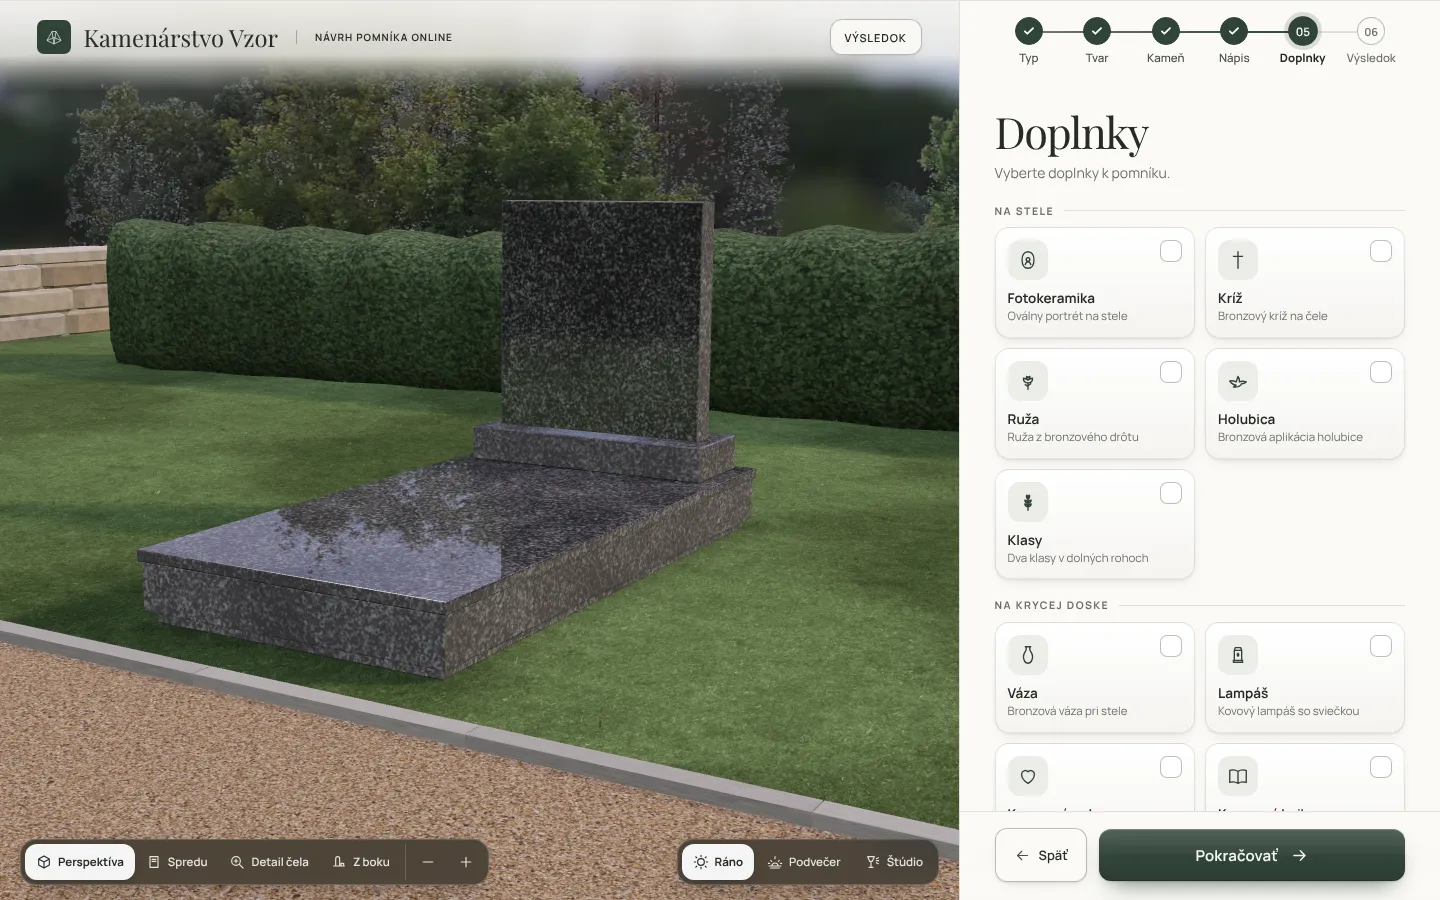 Kamenárstvo Vzor
NÁVRH POMNÍKA ONLINE
VÝSLEDOK
05
06
Typ
Tvar
Kameň
Nápis
Doplnky
Výsledok
Doplnky
Vyberte doplnky k pomníku.
NA STELE
Fotokeramika
Oválny portrét na stele
Kríž
Bronzový kríž na čele
Ruža
Ruža z bronzového drôtu
Holubica
Bronzová aplikácia holubice
Klasy
Dva klasy v dolných rohoch
NA KRYCEJ DOSKE
Váza
Bronzová váza pri stele
Lampáš
Kovový lampáš so sviečkou
Perspektíva
Spredu
Detail čela
Z boku
Ráno
Podvečer
Štúdio
Späť
Pokračovať